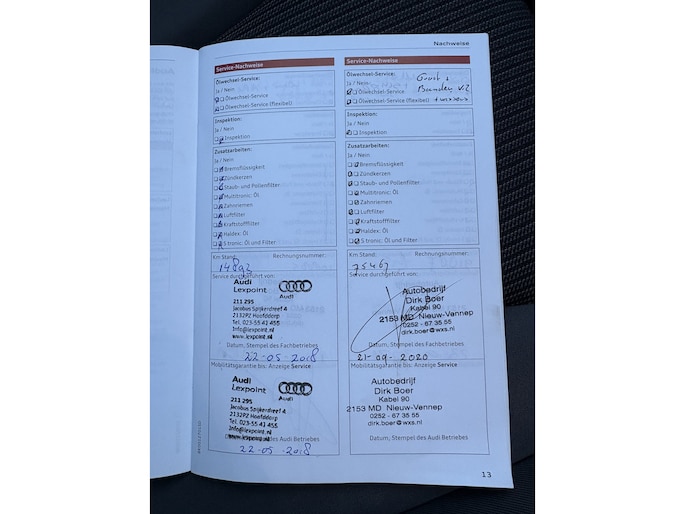 Nachweise
Service-Nachweise
Ölwechsel-Service:
Ja / Nein
Ölwechsel-Service
Ölwechsel-Service (flexibel)
Inspektion:
Ja / Nein
Inspektion
Zusatzarbeiten:
Ja / Nein
Bremsflüssigkeit
Zündkerzen
Staub- und Pollenfilter
Multitronic: Öl
Zahnriemen
Luftfilter
Kraftstofffilter
Haldex: Öl
S tronic: Öl und Filter
Km Stand: Rechnungsnummer:
14892
Service durchgeführt von:
Audi
Lexpoint
Audi
211 295
Jacobus Spijkerdreef 4
2132PZ Hoofddorp
Tel. 023-55 41 455
Info@lexpoint.nl
www.lexpoint.nl
Datum, Stempel des Fachbetriebes
22-05-2018
Mobilitätsgarantie bis: Anzeige Service
Audi
Lexpoint
Audi
211 295
Jacobus Spijkerdreef 4
2132PZ Hoofddorp
Tel. 023-55 41 455
Info@lexpoint.nl
www.lexpoint.nl
Datum, Stempel des Audi Betriebes
22-05-2018
Service-Nachweise
Ölwechsel-Service:
Ja / Nein
Ölwechsel-Service
Ölwechsel-Service (flexibel)
Inspektion:
Ja / Nein
Inspektion
Zusatzarbeiten:
Ja / Nein
Bremsflüssigkeit
Zündkerzen
Staub- und Pollenfilter
Multitronic: Öl
Zahnriemen
Luftfilter
Kraftstofffilter
Haldex: Öl
S tronic: Öl und Filter
Km Stand: Rechnungsnummer:
75467
Service durchgeführt von:
Autobedrijf
Dirk Boer
Kabel 90
2153 MD Nieuw-Vennep
0252 - 67 35 55
dirk.boer@wxs.nl
Datum, Stempel des Fachbetriebes
21-09-2020
Mobilitätsgarantie bis: Anzeige Service
Autobedrijf
Dirk Boer
Kabel 90
2153 MD Nieuw-Vennep
0252 - 67 35 55
dirk.boer@wxs.nl
Datum, Stempel des Audi Betriebes
13